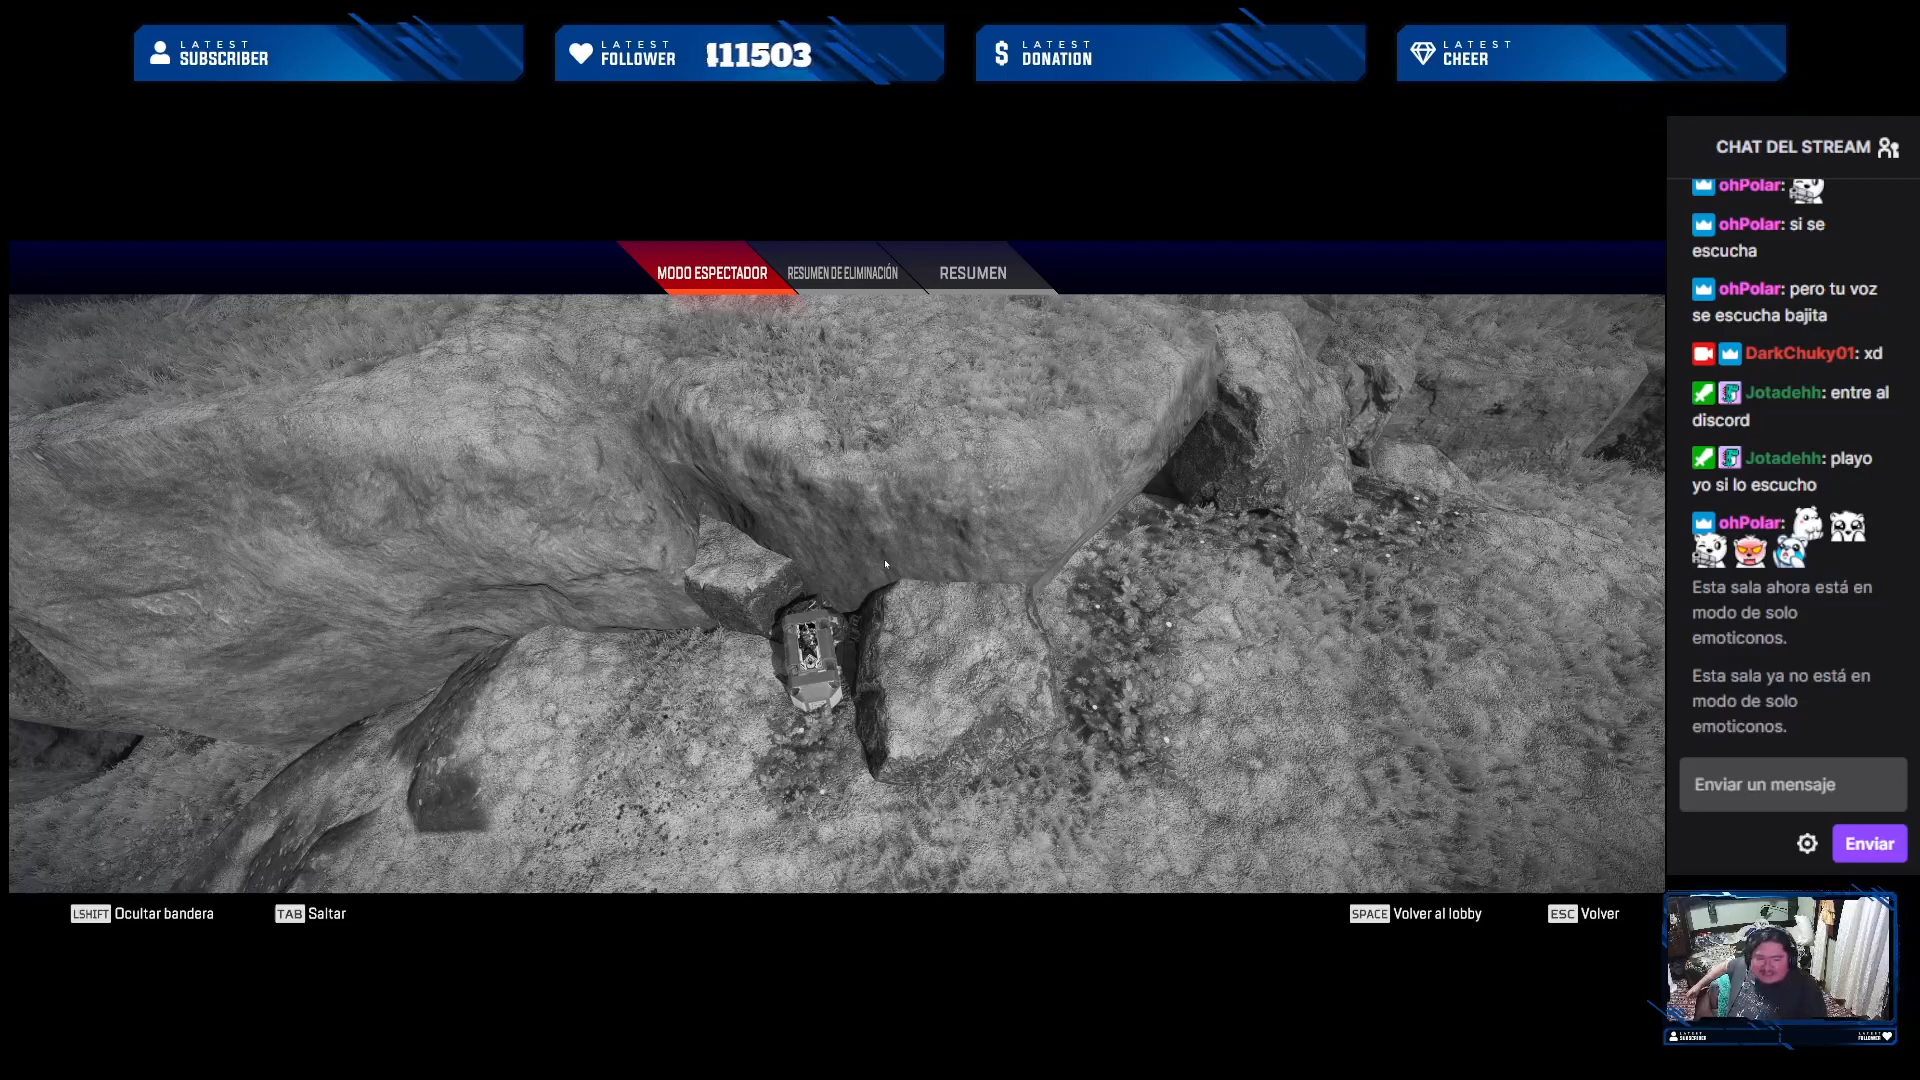 LATEST
SUBSCRIBER
LATEST
FOLLOWER
11503
LATEST
DONATION
LATEST
CHEER
CHAT DEL STREAM
ohPolar:
ohPolar: si se
escucha
ohPolar: pero tu voz
se escucha bajita
DarkChuky01: xd
Jotadehh: entre al
discord
Jotadehh: playo
yo si lo escucho
ohPolar:
Esta sala ahora está en
modo de solo
emoticonos.
Esta sala ya no está en
modo de solo
emoticonos.
Enviar un mensaje
Enviar
MODO ESPECTADOR
RESUMEN DE ELIMINACIÓN
RESUMEN
LSHIFT Ocultar bandera
TAB Saltar
SPACE Volver al lobby
ESC Volver
LATEST
SUBSCRIBER
LATEST
FOLLOWER